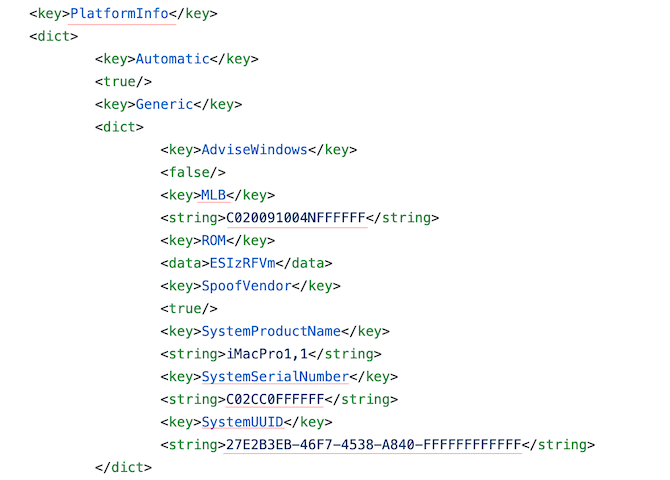 <key>PlatformInfo</key>
<dict>
<key>Automatic</key>
<true/>
<key>Generic</key>
<dict>
<key>AdviseWindows</key>
<false/>
<key>MLB</key>
<string>C020091004NFFFFFF</string>
<key>ROM</key>
<data>ESIzRFVm</data>
<key>SpoofVendor</key>
<true/>
<key>SystemProductName</key>
<string>iMacPro1,1</string>
<key>SystemSerialNumber</key>
<string>C02CC0FFFFFF</string>
<key>SystemUUID</key>
<string>27E2B3EB-46F7-4538-A840-FFFFFFFFFFFF</string>
</dict>